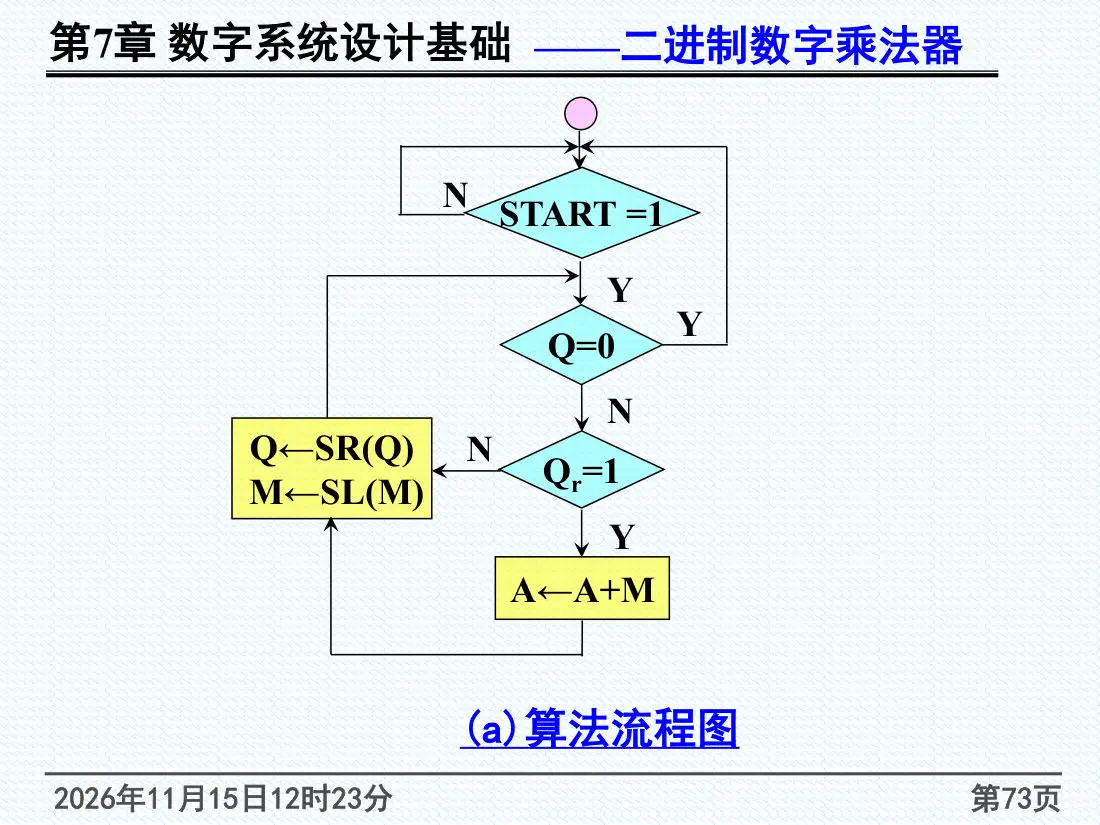 第7章 数字系统设计基础 ——二进制数字乘法器
N
START =1
Y
Y
Q=0
N
Q←SR(Q)
M←SL(M)
N
Qr=1
Y
A←A+M
(a)算法流程图
2026年11月15日12时23分
第73页